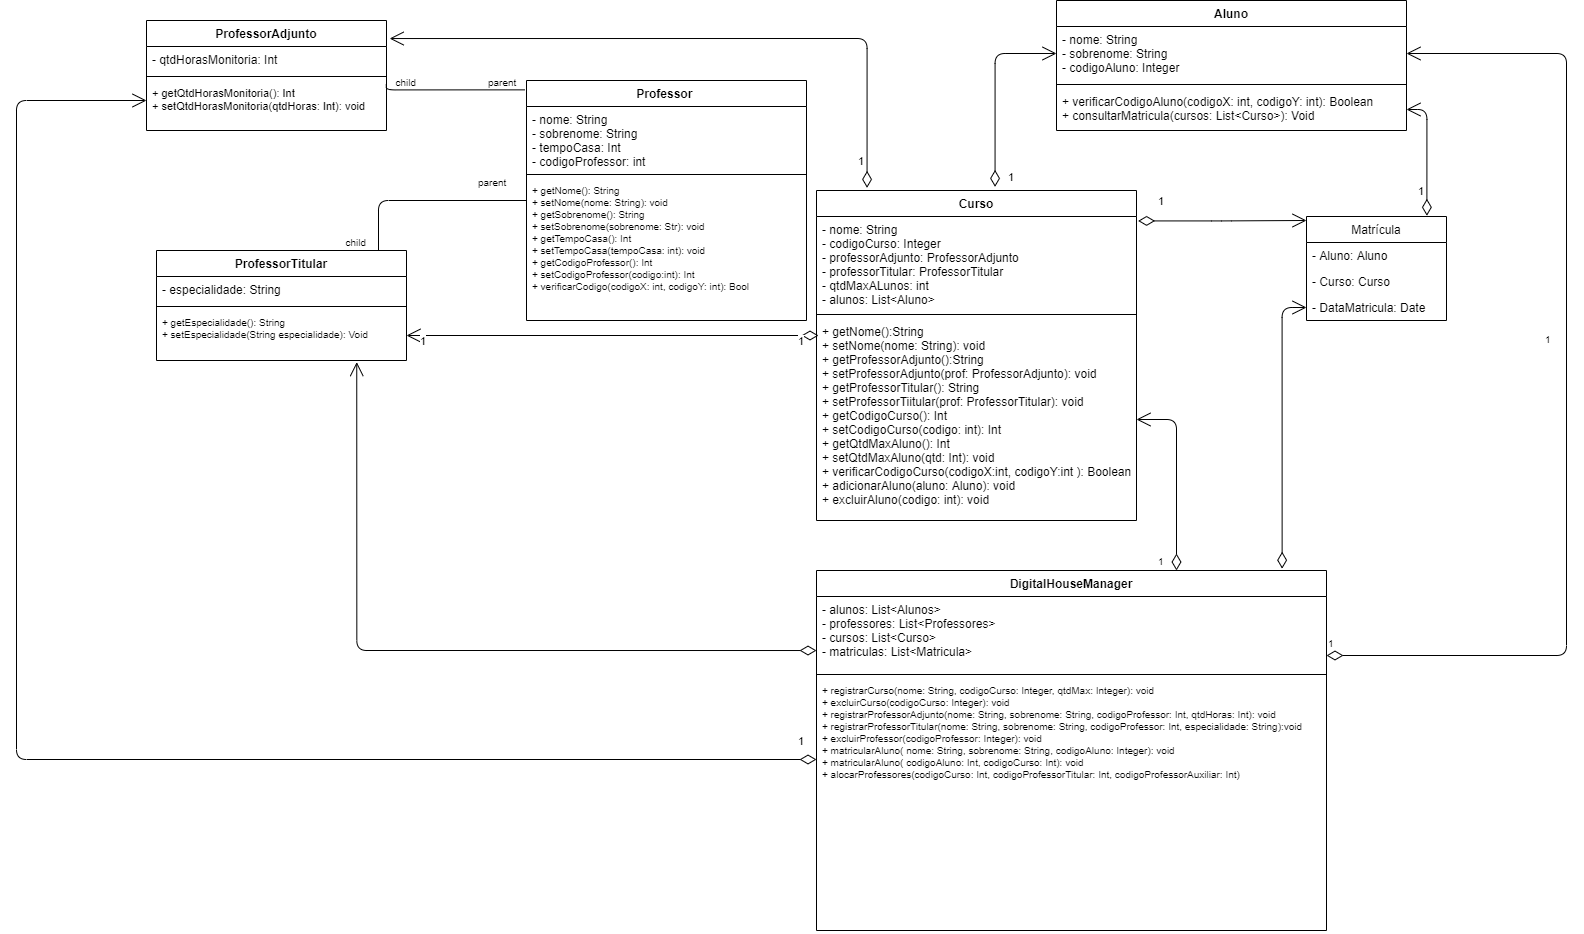 ProfessorAdjunto
- qtdHorasMonitoria: Int
+ getQtdHorasMonitoria(): Int
+ setQtdHorasMonitoria(qtdHoras: Int): void
child
parent
Professor
- nome: String
- sobrenome: String
- tempoCasa: Int
- codigoProfessor: int
+ getNome(): String
+ setNome(nome: String): void
+ getSobrenome(): String
+ setSobrenome(sobrenome: Str): void
+ getTempoCasa(): Int
+ setTempoCasa(tempoCasa: int): void
+ getCodigoProfessor(): Int
+ setCodigoProfessor(codigo:int): Int
+ verificarCodigo(codigoX: int, codigoY: int): Bool
parent
child
ProfessorTitular
- especialidade: String
+ getEspecialidade(): String
+ setEspecialidade(String especialidade): Void
1
1
Aluno
- nome: String
- sobrenome: String
- codigoAluno: Integer
+ verificarCodigoAluno(codigoX: int, codigoY: int): Boolean
+ consultarMatricula(cursos: List<Curso>): Void
1
1
1
1
Curso
- nome: String
- codigoCurso: Integer
- professorAdjunto: ProfessorAdjunto
- professorTitular: ProfessorTitular
- qtdMaxALunos: int
- alunos: List<Aluno>
+ getNome():String
+ setNome(nome: String): void
+ getProfessorAdjunto():String
+ setProfessorAdjunto(prof: ProfessorAdjunto): void
+ getProfessorTitular(): String
+ setProfessorTiitular(prof: ProfessorTitular): void
+ getCodigoCurso(): Int
+ setCodigoCurso(codigo: int): Int
+ getQtdMaxAluno(): Int
+ setQtdMaxAluno(qtd: Int): void
+ verificarCodigoCurso(codigoX:int, codigoY:int ): Boolean
+ adicionarAluno(aluno: Aluno): void
+ excluirAluno(codigo: int): void
Matrícula
- Aluno: Aluno
- Curso: Curso
- DataMatricula: Date
1
1
DigitalHouseManager
- alunos: List<Alunos>
- professores: List<Professores>
- cursos: List<Curso>
- matriculas: List<Matricula>
1
+ registrarCurso(nome: String, codigoCurso: Integer, qtdMax: Integer): void
+ excluirCurso(codigoCurso: Integer): void
+ registrarProfessorAdjunto(nome: String, sobrenome: String, codigoProfessor: Int, qtdHoras: Int): void
+ registrarProfessorTitular(nome: String, sobrenome: String, codigoProfessor: Int, especialidade: String):void
+ excluirProfessor(codigoProfessor: Integer): void
+ matricularAluno( nome: String, sobrenome: String, codigoAluno: Integer): void
+ matricularAluno( codigoAluno: Int, codigoCurso: Int): void
+ alocarProfessores(codigoCurso: Int, codigoProfessorTitular: Int, codigoProfessorAuxiliar: Int)
1